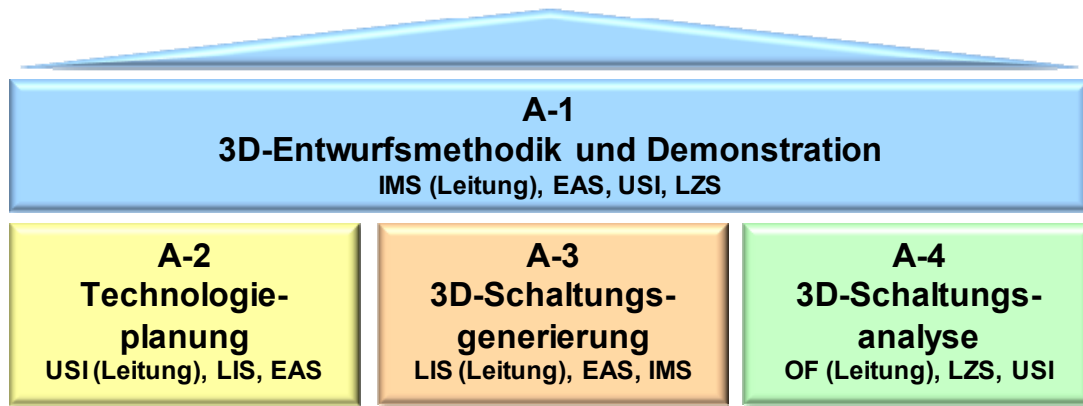 A-1
3D-Entwurfsmethodik und Demonstration
IMS (Leitung), EAS, USI, LZS
A-2
Technologie-
planung
USI (Leitung), LIS, EAS
A-3
3D-Schaltungs-
generierung
LIS (Leitung), EAS, IMS
A-4
3D-Schaltungs-
analyse
OF (Leitung), LZS, USI